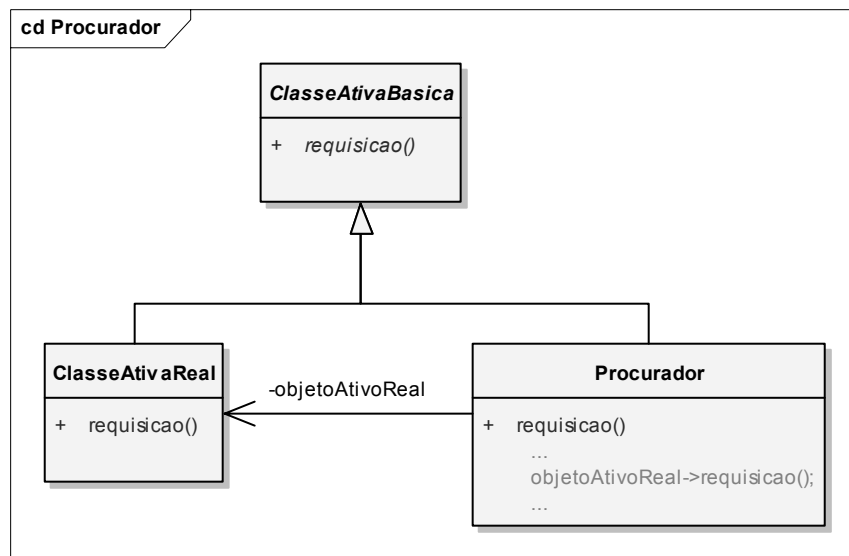 cd Procurador
ClasseAtivaBasica
+ requisicao()
ClasseAtivaReal
+ requisicao()
-objetoAtivoReal
Procurador
+ requisicao()
...
objetoAtivoReal->requisicao();
...